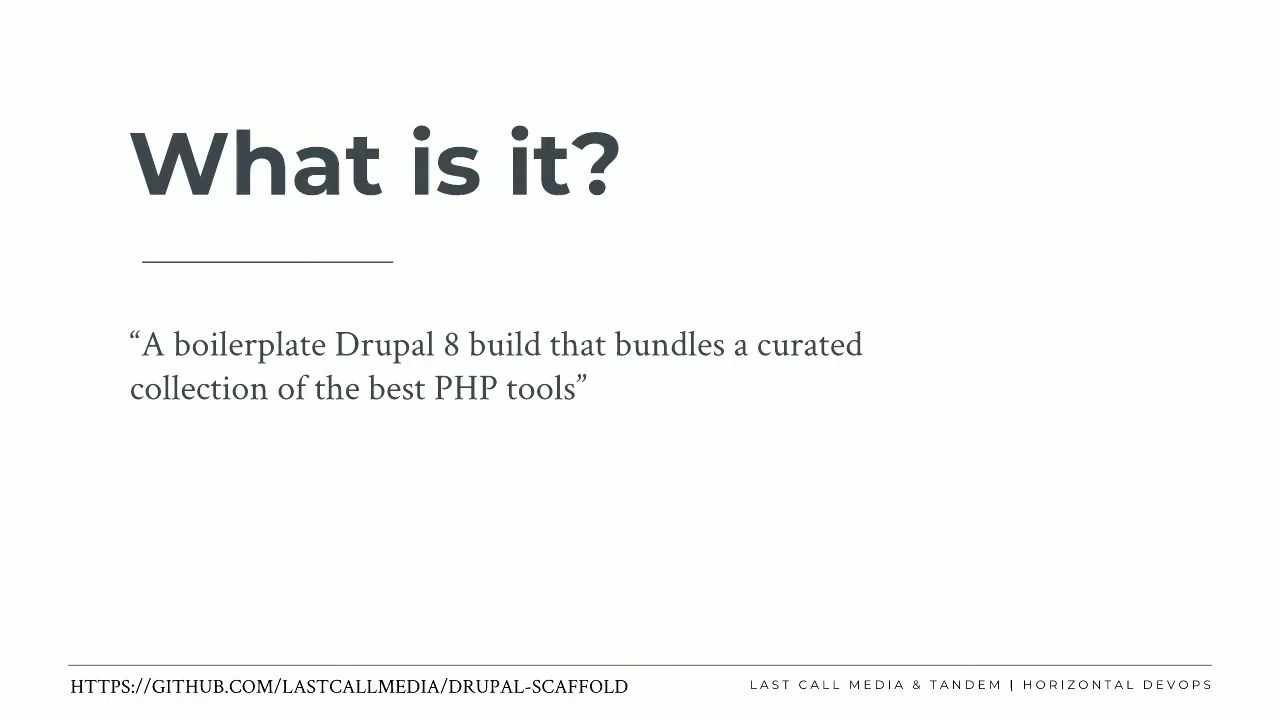 What is it?
“A boilerplate Drupal 8 build that bundles a curated
collection of the best PHP tools”
HTTPS://GITHUB.COM/LASTCALLMEDIA/DRUPAL-SCAFFOLD
LAST CALL MEDIA & TANDEM | HORIZONTAL DEVOPS